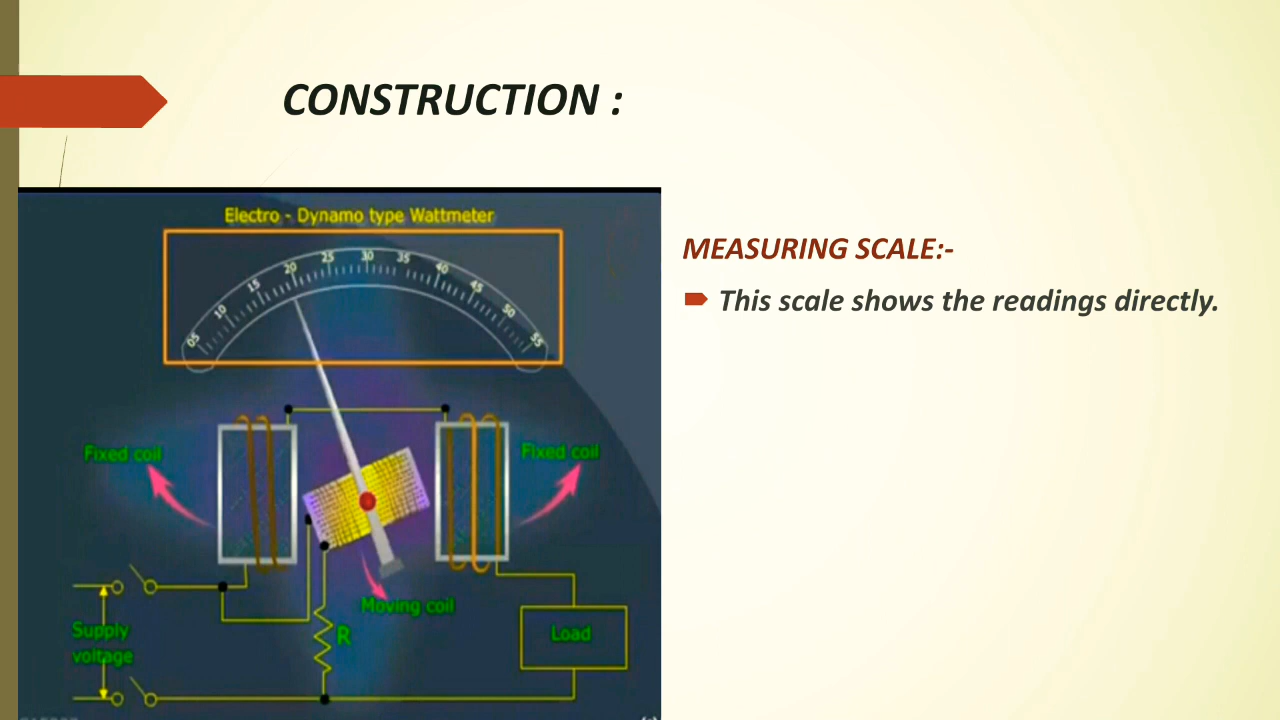 CONSTRUCTION :
Electro - Dynamo type Wattmeter
05 10 15 20 25 30 35 40 45 50 55
MEASURING SCALE:-
This scale shows the readings directly.
Fixed coil
Fixed coil
Moving coil
Supply
voltage
R
Load